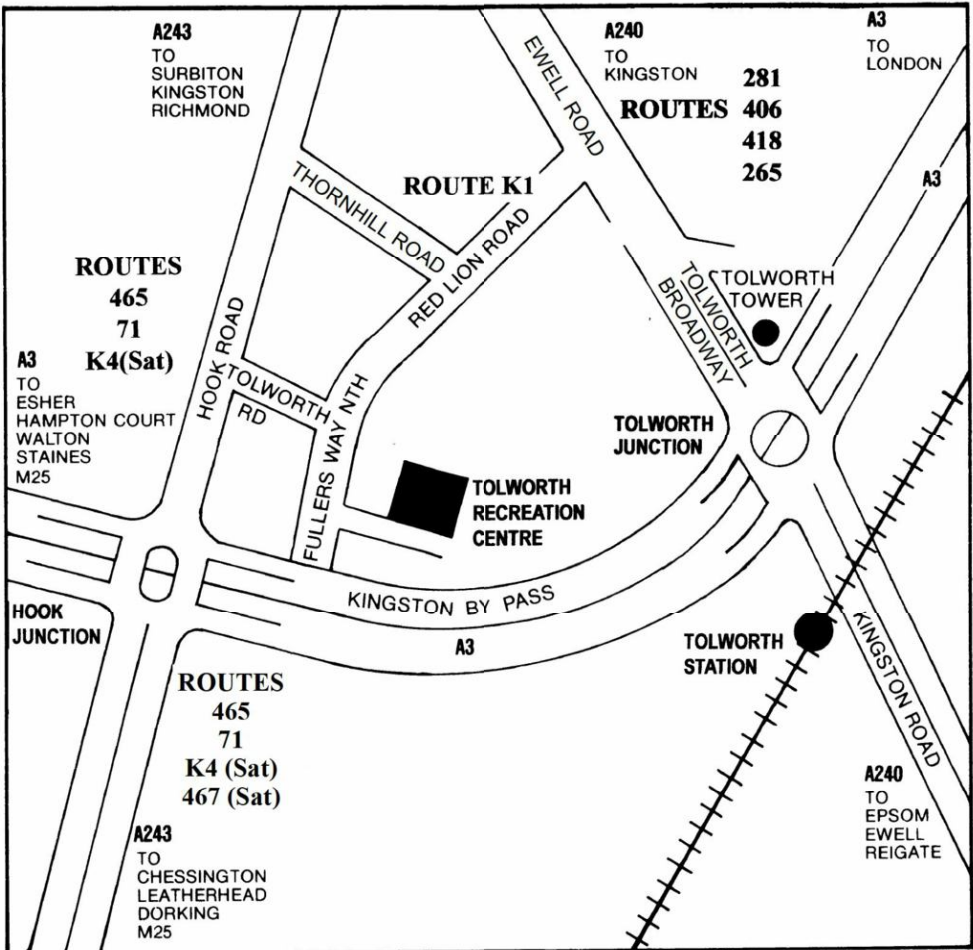 A243
TO
SURBITON
KINGSTON
RICHMOND
EWELL ROAD
A240
TO
KINGSTON
ROUTES 281
406
418
265
A3
TO
LONDON
A3
THORNHILL ROAD
ROUTE K1
RED LION ROAD
ROUTES
465
71
K4(Sat)
HOOK ROAD
A3
TO
ESHER
HAMPTON COURT
WALTON
STAINES
M25
TOLWORTH
RD
FULLERS WAY NTH
TOLWORTH
BROADWAY
TOLWORTH
TOWER
TOLWORTH
JUNCTION
TOLWORTH
RECREATION
CENTRE
KINGSTON BY PASS
A3
HOOK
JUNCTION
TOLWORTH
STATION
KINGSTON ROAD
ROUTES
465
71
K4 (Sat)
467 (Sat)
A243
TO
CHESSINGTON
LEATHERHEAD
DORKING
M25
A240
TO
EPSOM
EWELL
REIGATE